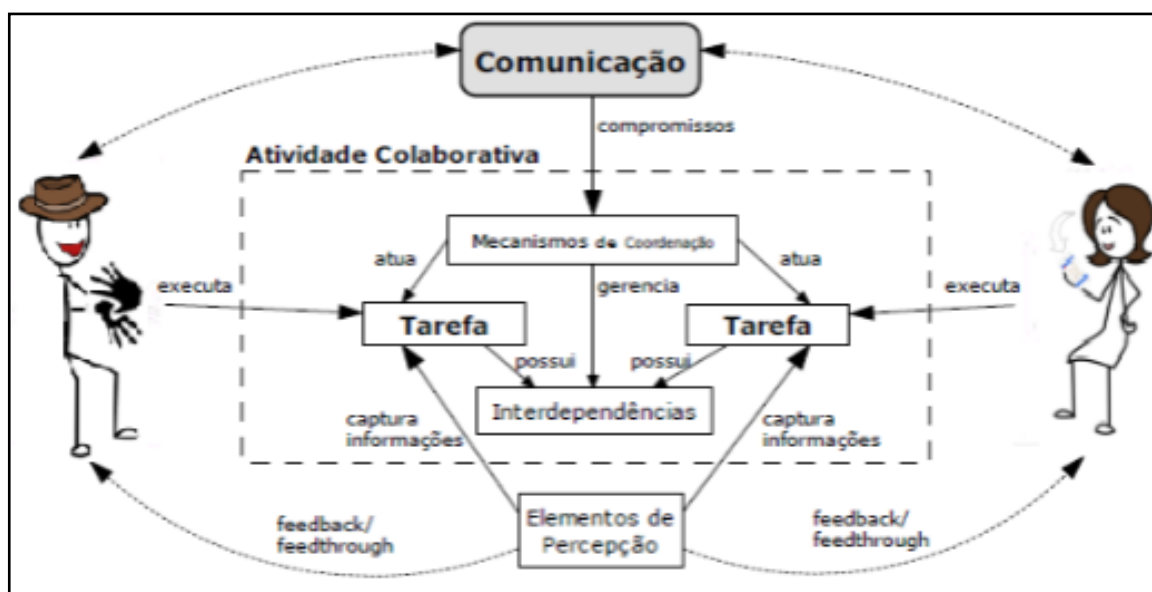 Comunicação
compromissos
Atividade Colaborativa
Mecanismos de Coordenação
atua
gerencia
atua
executa
executa
Tarefa
Tarefa
possui
possui
Interdependências
captura
informações
captura
informações
Elementos de
Percepção
feedback/
feedthrough
feedback/
feedthrough